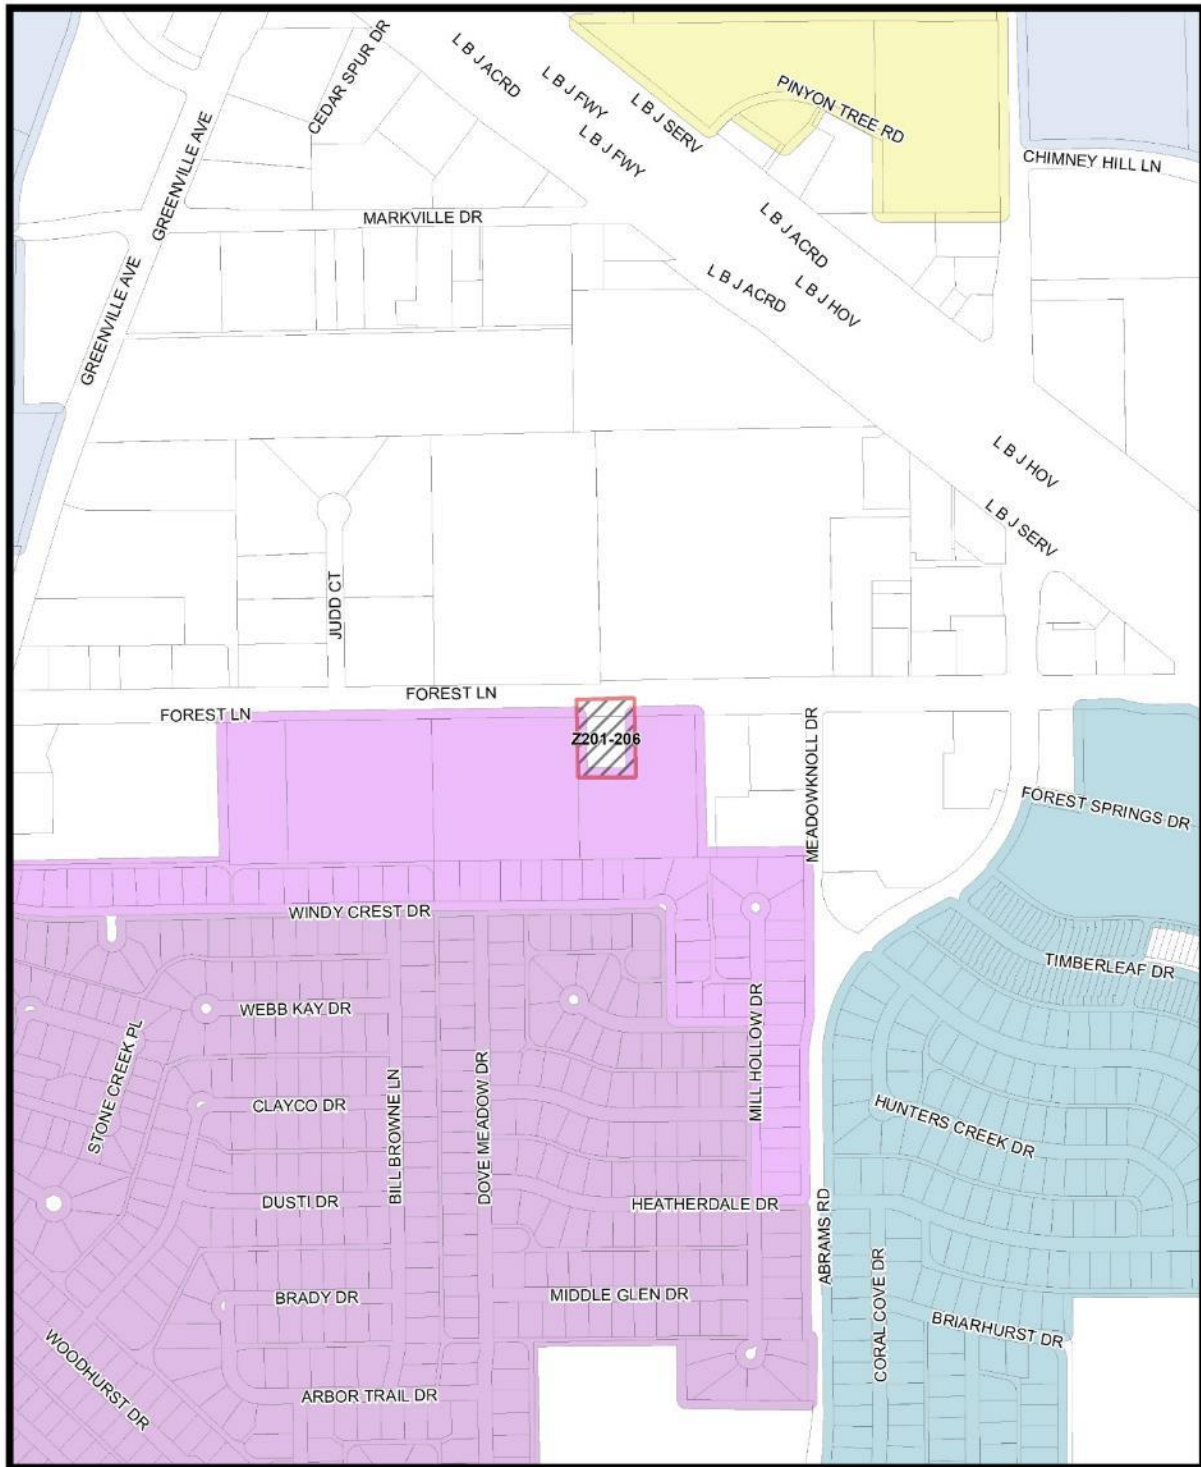 CEDAR SPUR DR
L B J ACRD
L B J FWY
L B J SERV
L B J FWY
PINYON TREE RD
CHIMNEY HILL LN
GREENVILLE AVE
MARKVILLE DR
L B J ACRD
L B J ACRD
L B J HOV
GREENVILLE AVE
L B J HOV
L B J SERV
JUDD CT
FOREST LN
FOREST LN
Z201-206
MEADOWKNOLL DR
FOREST SPRINGS DR
WINDY CREST DR
TIMBERLEAF DR
WEBB KAY DR
STONE CREEK PL
MILL HOLLOW DR
CLAYCO DR
BILL BROWNE LN
DOVE MEADOW DR
HUNTERS CREEK DR
DUSTI DR
HEATHERDALE DR
ABRAMS RD
BRADY DR
MIDDLE GLEN DR
CORAL COVE DR
BRIARHURST DR
WOODHURST DR
ARBOR TRAIL DR